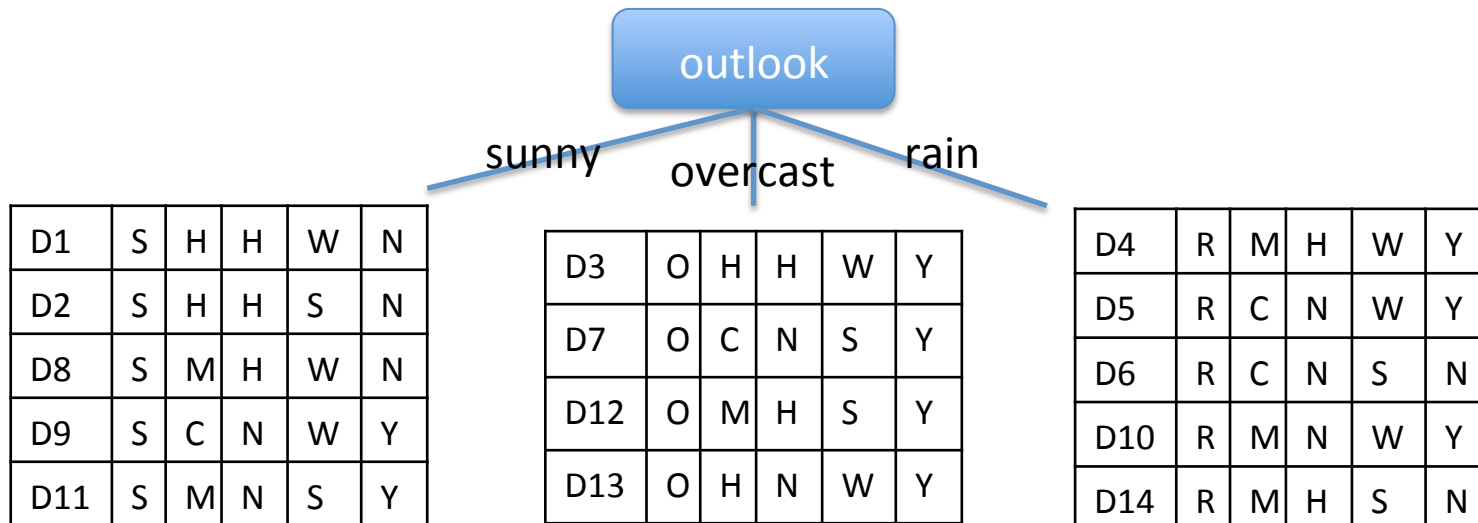 outlook
sunny overcast rain
D1 S H H W N
D2 S H H S N
D8 S M H W N
D9 S C N W Y
D11 S M N S Y
D3 O H H W Y
D7 O C N S Y
D12 O M H S Y
D13 O H N W Y
D4 R M H W Y
D5 R C N W Y
D6 R C N S N
D10 R M N W Y
D14 R M H S N